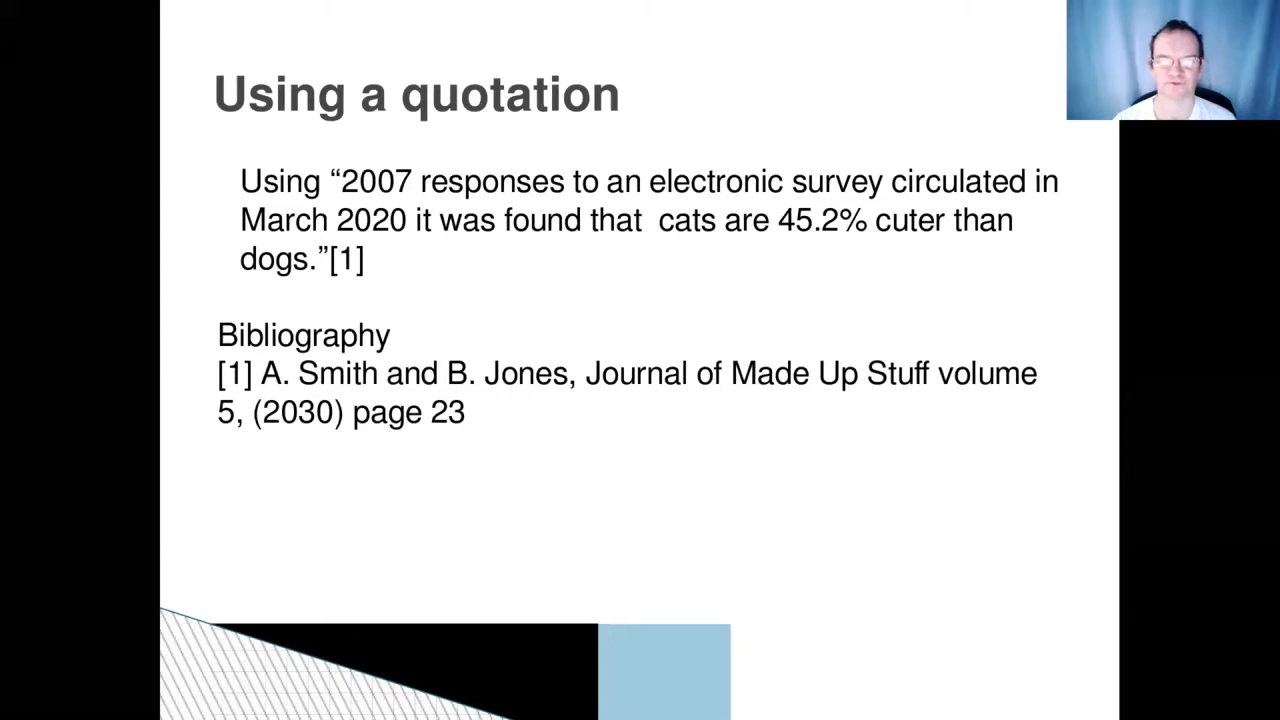 Using a quotation
Using “2007 responses to an electronic survey circulated in
March 2020 it was found that  cats are 45.2% cuter than
dogs.”[1]
Bibliography
[1] A. Smith and B. Jones, Journal of Made Up Stuff volume
5, (2030) page 23